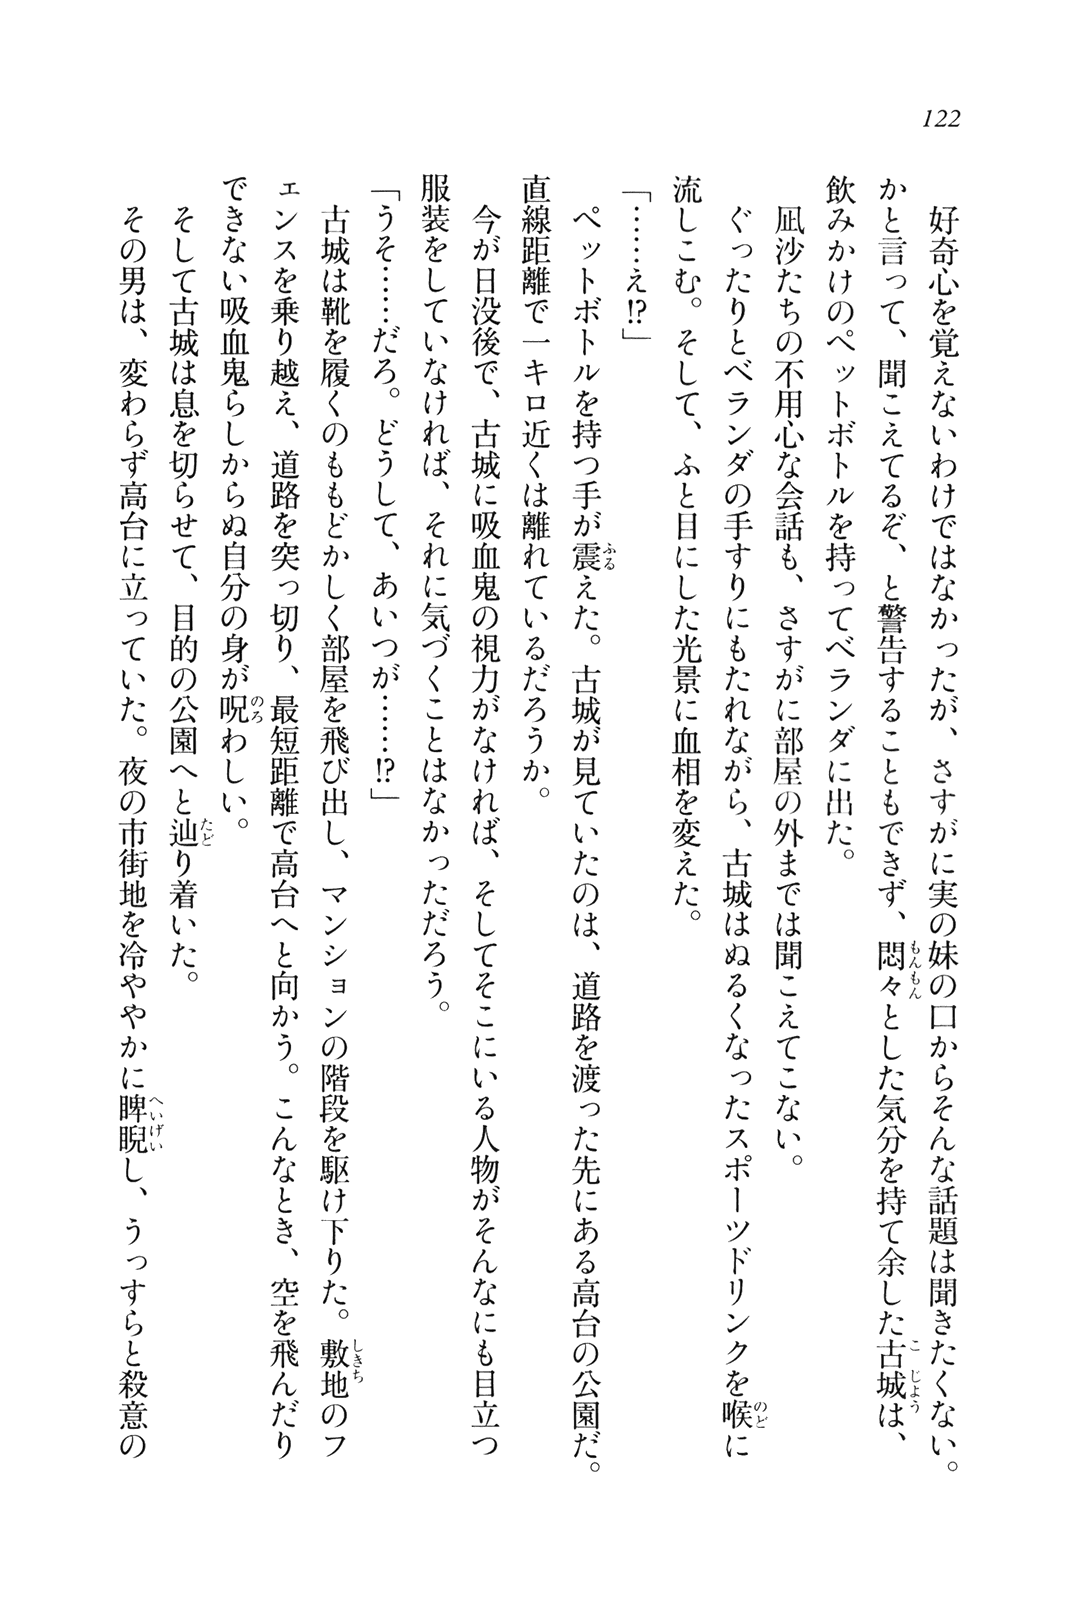 122
好奇心を覚えないわけではなかったが、さすがに実の妹の口からそんな話題は聞きたくない。
かと言って、聞こえてるぞ、と警告することもできず、悶々とした気分を持て余した古城は、
飲みかけのペットボトルを持ってベランダに出た。
凪沙たちの不用心な会話も、さすがに部屋の外までは聞こえてこない。
ぐったりとベランダの手すりにもたれながら、古城はぬるくなったスポーツドリンクを喉に
流しこむ。そして、ふと目にした光景に血相を変えた。
「……え!?」
ペットボトルを持つ手が震えた。古城が見ていたのは、道路を渡った先にある高台の公園だ。
直線距離で一キロ近くは離れているだろうか。
今が日没後で、古城に吸血鬼の視力がなければ、そしてそこにいる人物がそんなにも目立つ
服装をしていなければ、それに気づくことはなかっただろう。
「うそ……だろ。どうして、あいつが……!?」
古城は靴を履くのももどかしく部屋を飛び出し、マンションの階段を駆け下りた。敷地のフ
ェンスを乗り越え、道路を突っ切り、最短距離で高台へと向かう。こんなとき、空を飛んだり
できない吸血鬼らしからぬ自分の身が呪わしい。
そして古城は息を切らせて、目的の公園へと辿り着いた。
その男は、変わらず高台に立っていた。夜の市街地を冷ややかに睥睨し、うっすらと殺意の